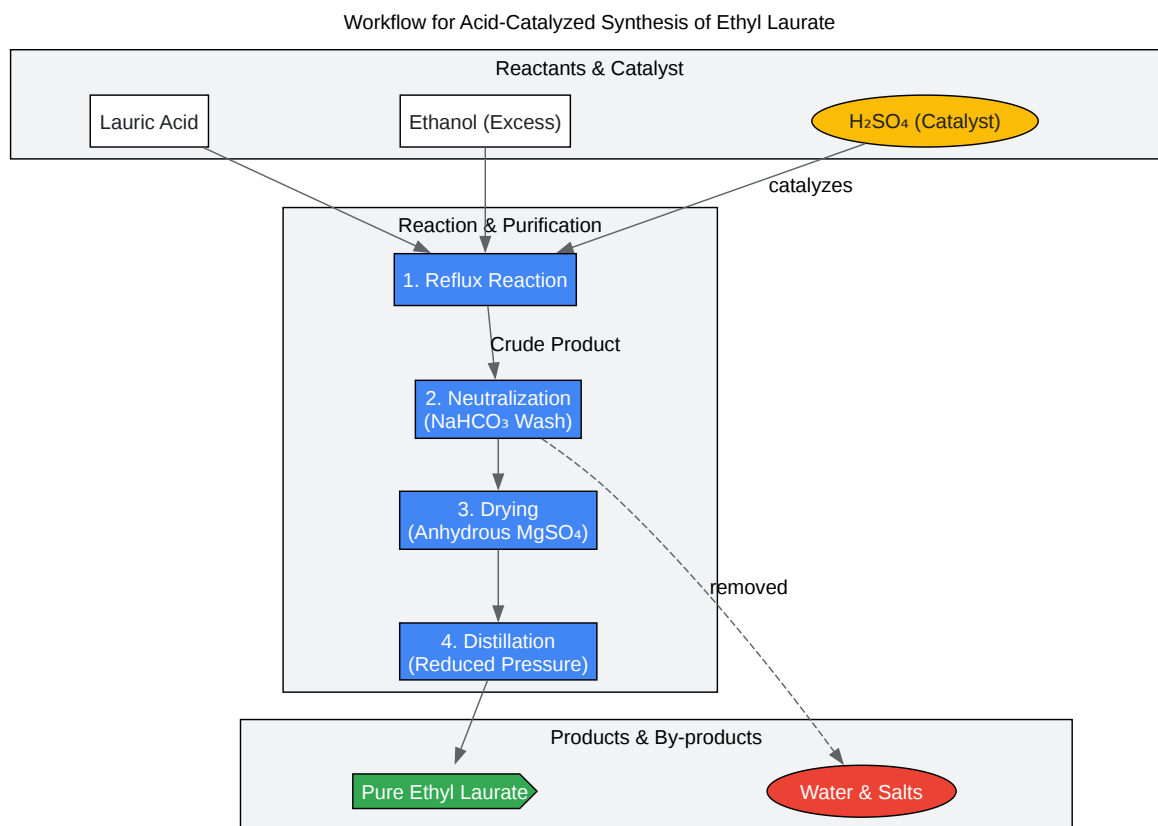 Workflow for Acid-Catalyzed Synthesis of Ethyl Laurate
Reactants & Catalyst
Lauric Acid
Ethanol (Excess)
H₂SO₄ (Catalyst)
catalyzes
Reaction & Purification
1. Reflux Reaction
Crude Product
2. Neutralization
(NaHCO₃ Wash)
3. Drying
(Anhydrous MgSO₄)
removed
4. Distillation
(Reduced Pressure)
Products & By-products
Pure Ethyl Laurate
Water & Salts